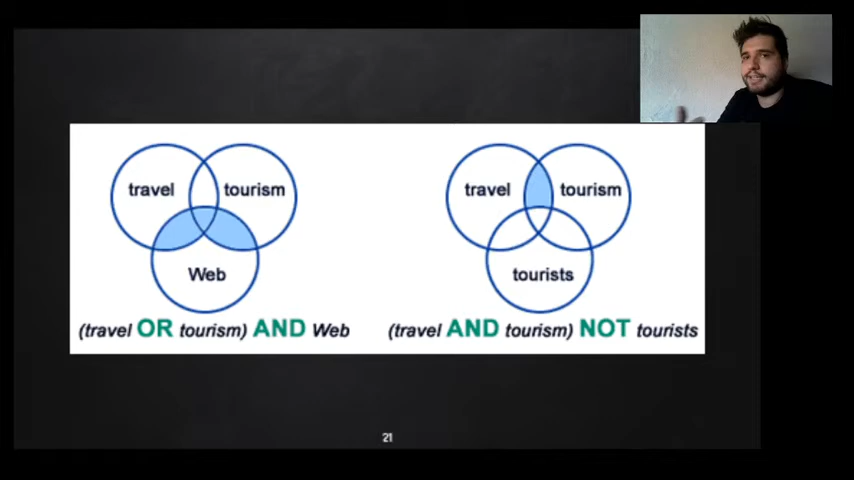 travel tourism
Web
(travel OR tourism) AND Web
travel tourism
tourists
(travel AND tourism) NOT tourists
21